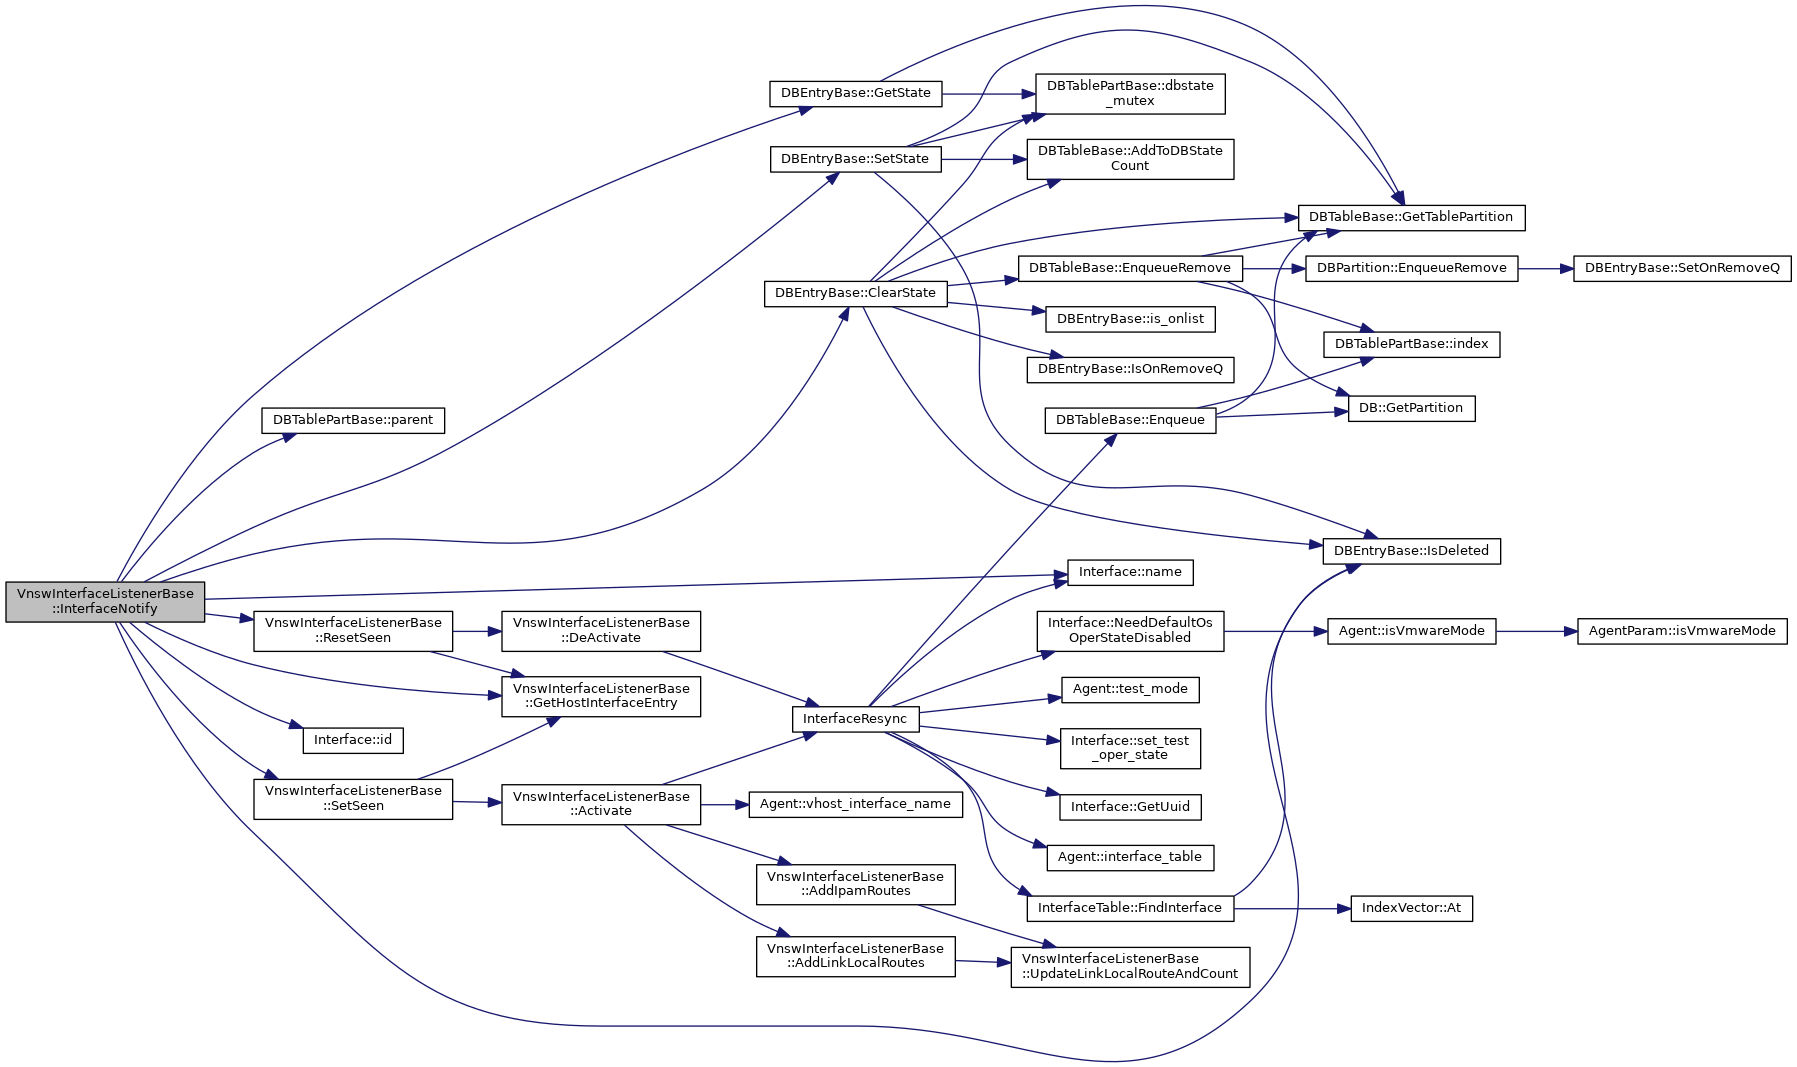 VnswInterfaceListenerBase
::InterfaceNotify
DBEntryBase::GetState
DBTablePartBase::dbstate
_mutex
DBEntryBase::SetState
DBTableBase::AddToDBState
Count
DBTableBase::GetTablePartition
DBEntryBase::ClearState
DBTableBase::EnqueueRemove
DBPartition::EnqueueRemove
DBEntryBase::SetOnRemoveQ
DBEntryBase::is_onlist
DBTablePartBase::index
DBEntryBase::IsOnRemoveQ
DBTablePartBase::parent
DBTableBase::Enqueue
DB::GetPartition
DBEntryBase::IsDeleted
Interface::name
VnswInterfaceListenerBase
::ResetSeen
VnswInterfaceListenerBase
::DeActivate
Interface::NeedDefaultOs
OperStateDisabled
Agent::isVmwareMode
AgentParam::isVmwareMode
VnswInterfaceListenerBase
::GetHostInterfaceEntry
Agent::test_mode
InterfaceResync
Interface::id
Interface::set_test
_oper_state
VnswInterfaceListenerBase
::SetSeen
VnswInterfaceListenerBase
::Activate
Agent::vhost_interface_name
Interface::GetUuid
Agent::interface_table
VnswInterfaceListenerBase
::AddIpamRoutes
InterfaceTable::FindInterface
IndexVector::At
VnswInterfaceListenerBase
::AddLinkLocalRoutes
VnswInterfaceListenerBase
::UpdateLinkLocalRouteAndCount